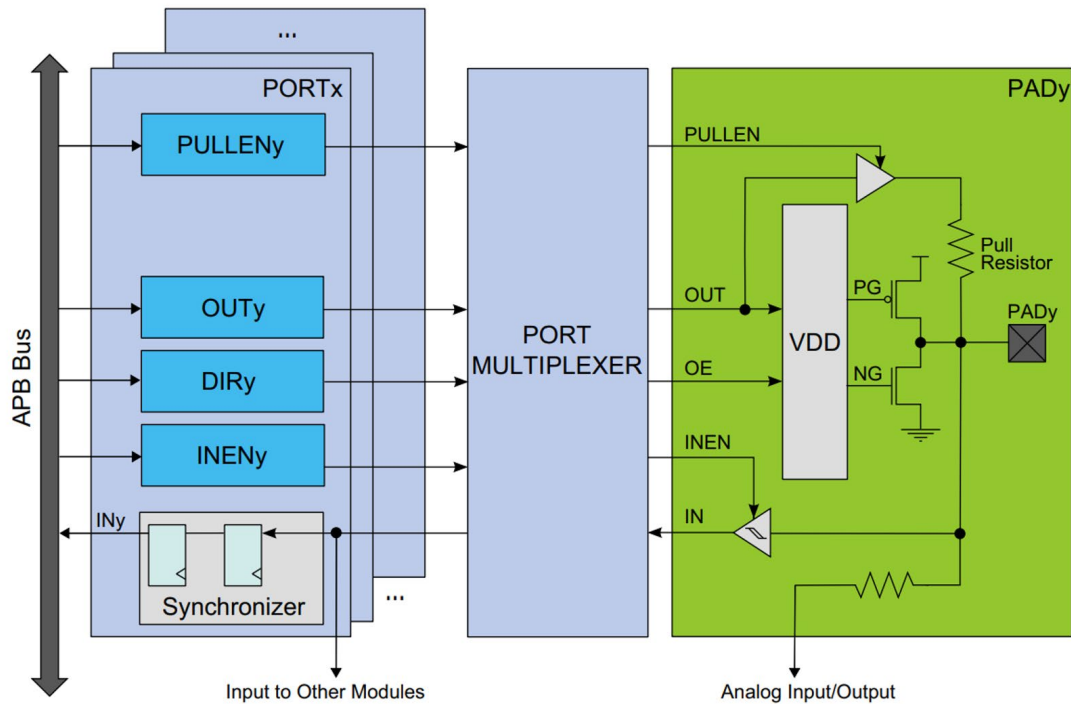 ...
PORTx
PADy
PULLENy
PULLEN
Pull
Resistor
OUTy
OUT
PG
PADy
APB Bus
PORT
MULTIPLEXER
VDD
DIRy
OE
NG
INENy
INEN
INy
IN
Synchronizer
...
Input to Other Modules
Analog Input/Output